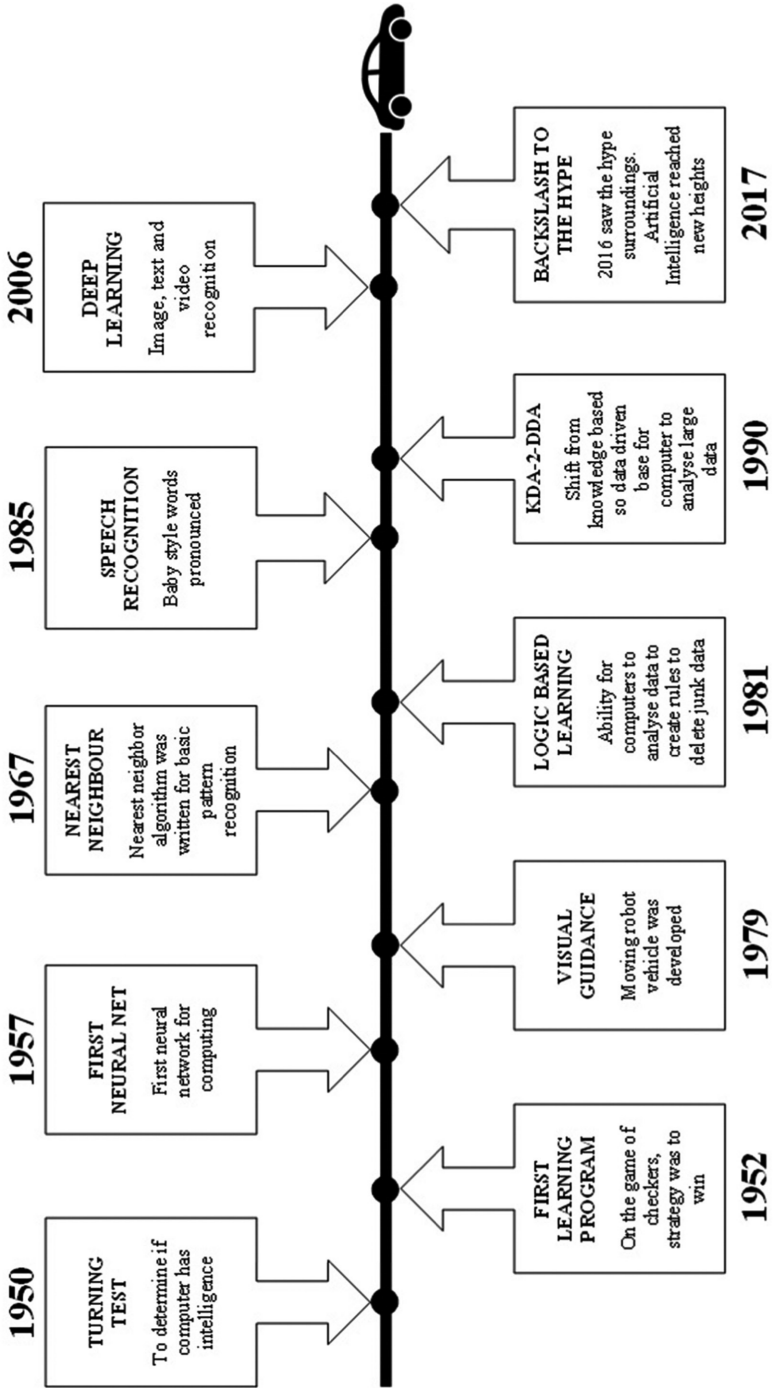 1950
TURNING
TEST
To determine if
computer has
intelligence
1957
FIRST
NEURAL NET
First neural
network for
computing
1967
NEAREST
NEIGHBOUR
Nearest neighbor
algorithm was
written for basic
pattern
recognition
1985
SPEECH
RECOGNITION
Baby style words
pronounced
2006
DEEP
LEARNING
Image, text and
video
recognition
FIRST
LEARNING
PROGRAM
On the game of
checkers,
strategy was to
win
1952
VISUAL
GUIDANCE
Moving robot
vehicle was
developed
1979
LOGIC BASED
LEARNING
Ability for
computers to
analyse data to
create rules to
delete junk data
1981
KDA-2-DDA
Shift from
knowledge based
so data driven
base for
computer to
analyse large
data
1990
BACKSLASH TO
THE HYPE
2016 saw the hype
surroundings.
Artificial
Intelligence reached
new heights
2017